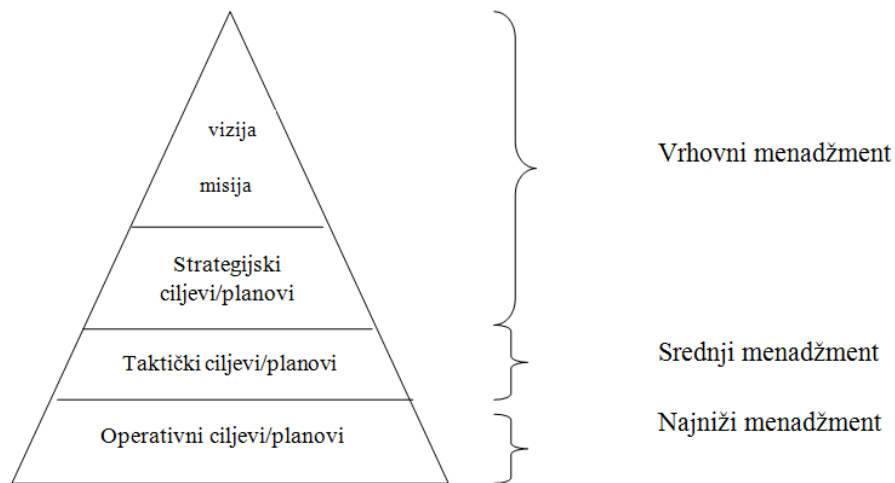 vizija
misija
Vrhovni menadžment
Strategijski
ciljevi/planovi
Taktički ciljevi/planovi
Srednji menadžment
Operativni ciljevi/planovi
Najniži menadžment